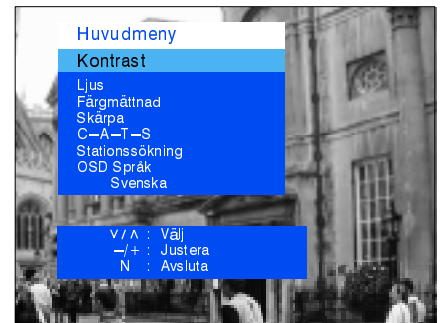 Huvudmeny
Kontrast
Ljus
Färgmättnad
Skärpa
C–A–T–S
Stationssökning
OSD Språk
Svenska
∨/∧ : Välj
–/+ : Justera
N : Avsluta